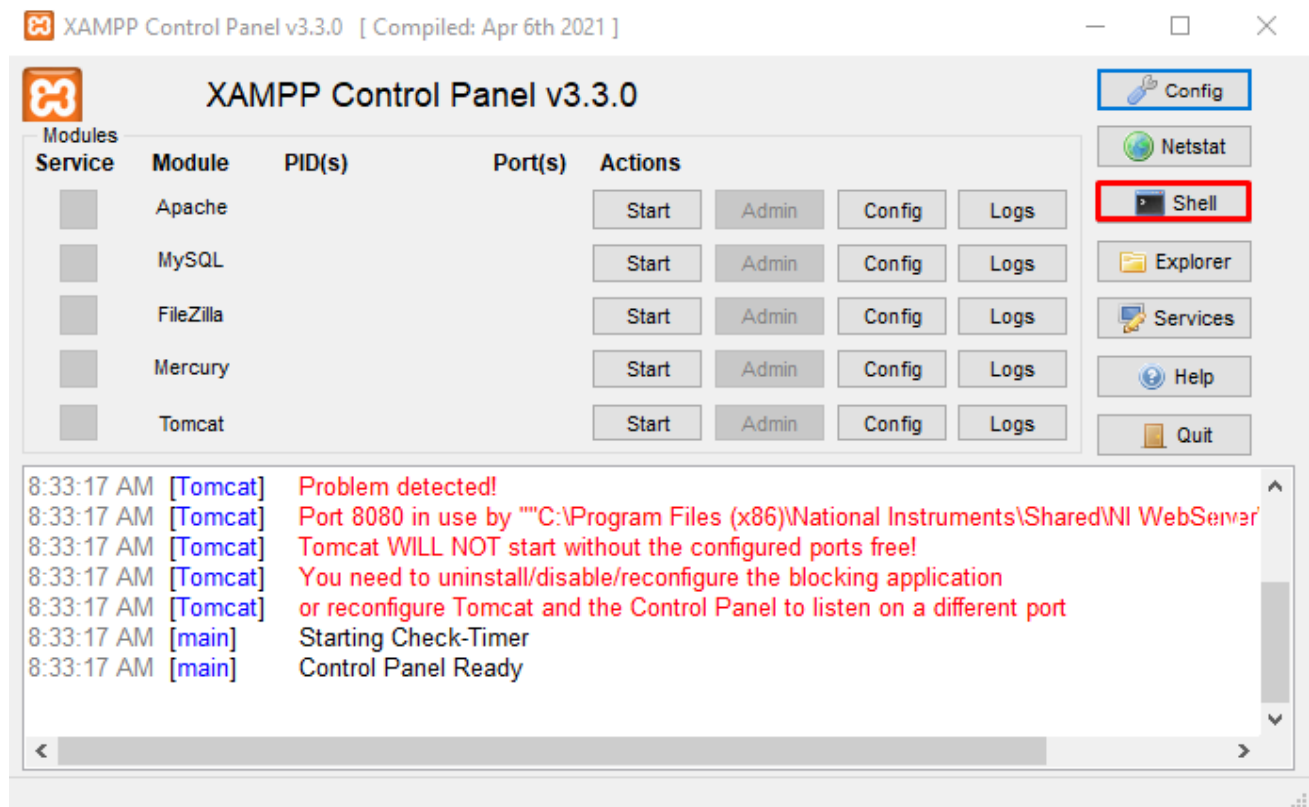 XAMPP Control Panel v3.3.0 [ Compiled: Apr 6th 2021 ]
XAMPP Control Panel v3.3.0
Config
Modules
Netstat
Service Module PID(s) Port(s) Actions
Apache Start Admin Config Logs
Shell
MySQL Start Admin Config Logs
Explorer
FileZilla Start Admin Config Logs
Services
Mercury Start Admin Config Logs
Help
Tomcat Start Admin Config Logs
Quit
8:33:17 AM [Tomcat] Problem detected!
8:33:17 AM [Tomcat] Port 8080 in use by ""C:\Program Files (x86)\National Instruments\Shared\NI WebServer\
8:33:17 AM [Tomcat] Tomcat WILL NOT start without the configured ports free!
8:33:17 AM [Tomcat] You need to uninstall/disable/reconfigure the blocking application
8:33:17 AM [Tomcat] or reconfigure Tomcat and the Control Panel to listen on a different port
8:33:17 AM [main] Starting Check-Timer
8:33:17 AM [main] Control Panel Ready